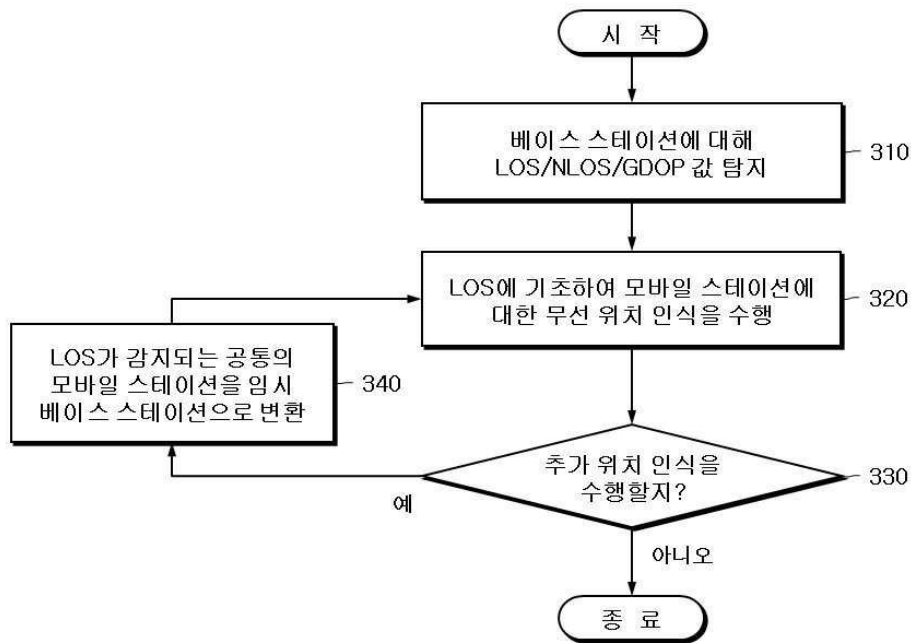 시 작
베이스 스테이션에 대해
LOS/NLOS/GDOP 값 탐지
310
LOS에 기초하여 모바일 스테이션에
대한 무선 위치 인식을 수행
320
LOS가 감지되는 공통의
모바일 스테이션을 임시
베이스 스테이션으로 변환
340
추가 위치 인식을
수행할지?
330
예
아니오
종 료